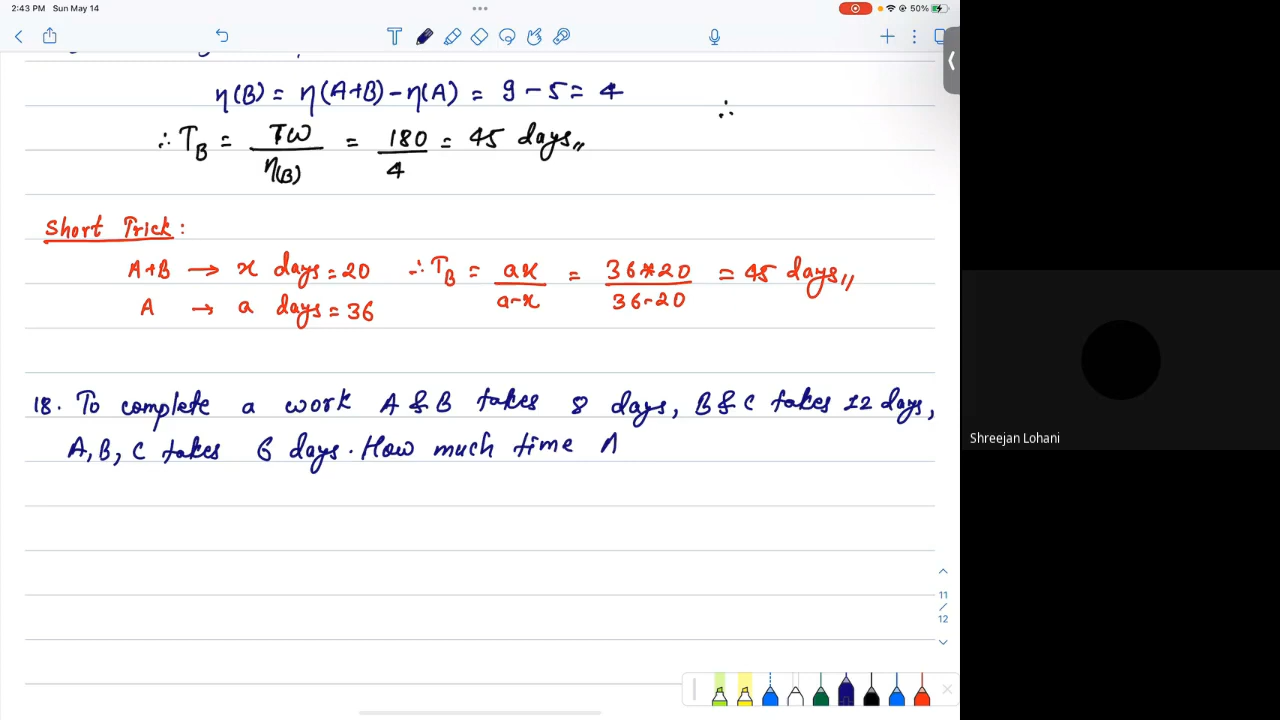 2:43 PM Sun May 14
50%
η(B) = η(A+B) - η(A) = 9 - 5 = 4
∴
∴ T_B = TW / η(B) = 180 / 4 = 45 days,,
Short Trick :
A+B → x days = 20 ∴ T_B = ax / a-x = 36*20 / 36-20 = 45 days,,
A → a days = 36
18. To complete a work A & B takes 8 days, B & C takes 12 days,
A, B, C takes 6 days. How much time A
Shreejan Lohani
11
/
12